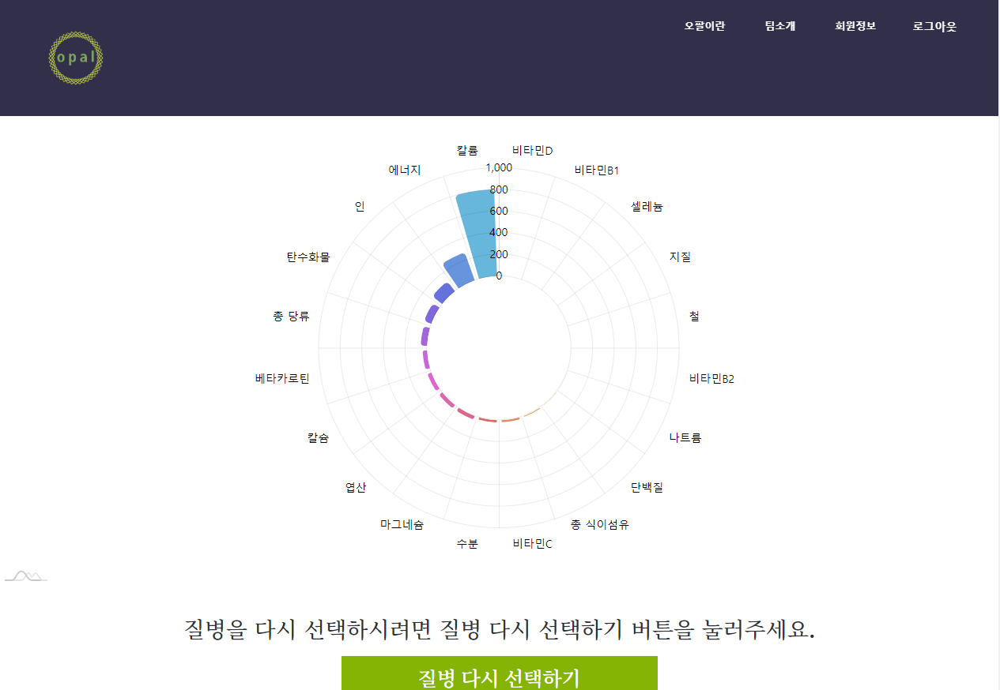 오팔이란 팀소개 회원정보 로그아웃
opal
칼륨 비타민D
1,000
에너지 비타민B1
800
인 600 셀레늄
400
탄수화물 200 지질
0
총 당류 철
베타카로틴 비타민B2
칼슘 나트륨
엽산 단백질
마그네슘 총 식이섬유
수분 비타민C
질병을 다시 선택하시려면 질병 다시 선택하기 버튼을 눌러주세요.
질병 다시 선택하기